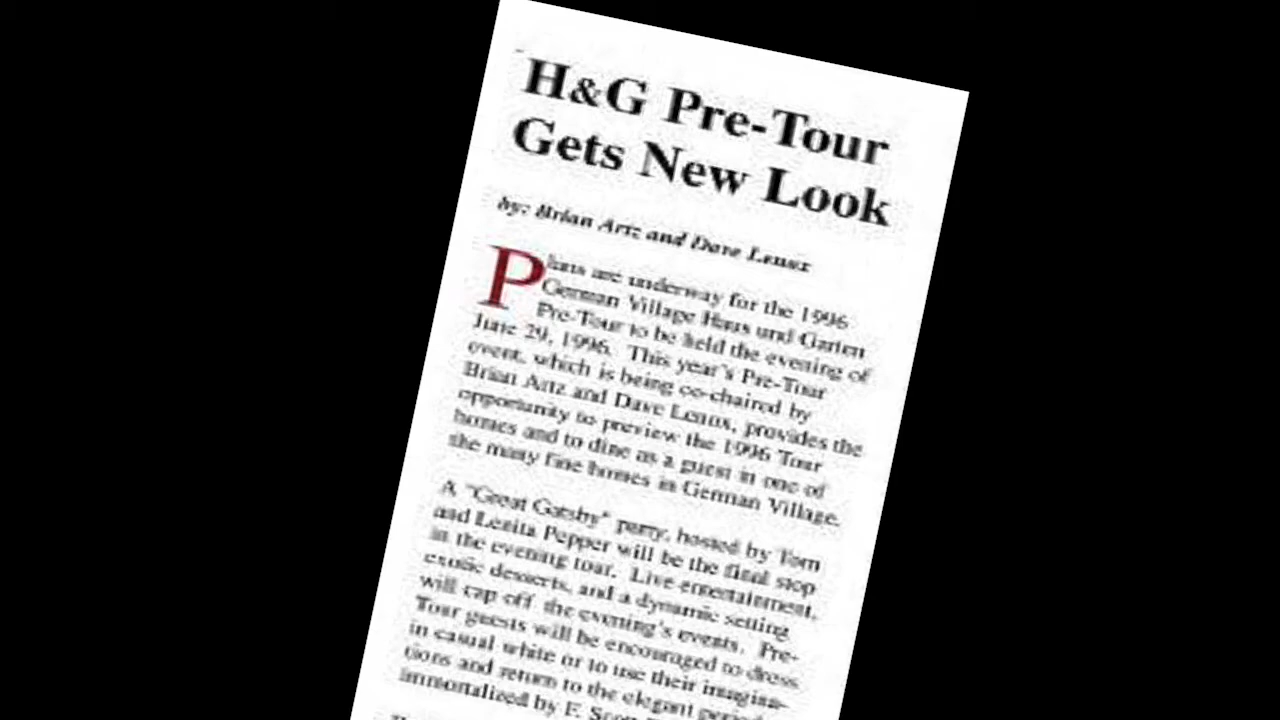 H&G Pre-Tour
Gets New Look
by: Brian Artz and Dave Lenox
Plans are underway for the 1996
German Village Haus und Garten
Pre-Tour to be held the evening of
June 29, 1996. This year's Pre-Tour
event, which is being co-chaired by
Brian Artz and Dave Lenox, provides the
opportunity to preview the 1996 Tour
homes and to dine as a guest in one of
the many fine homes in German Village.
A "Great Gatsby" party, hosted by Tom
and Lenita Pepper will be the final stop
in the evening tour. Live entertainment,
exotic desserts, and a dynamic setting
will cap off the evening's events. Pre-
Tour guests will be encouraged to dress
in casual white or to use their imagina-
tions and return to the elegant period
immortalized by F. Scott